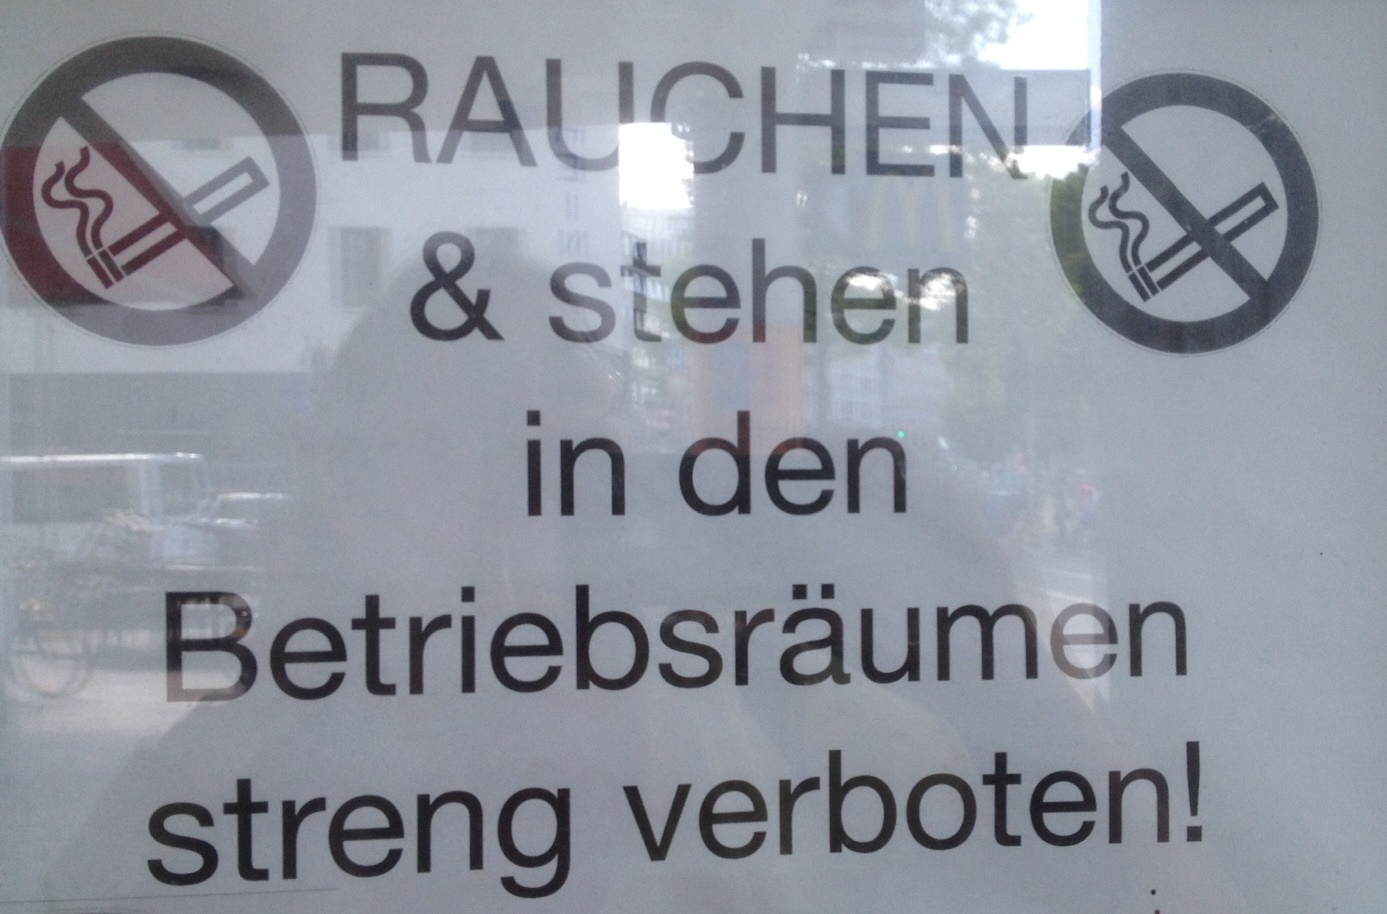 RAUCHEN
& stehen
in den
Betriebsräumen
streng verboten!